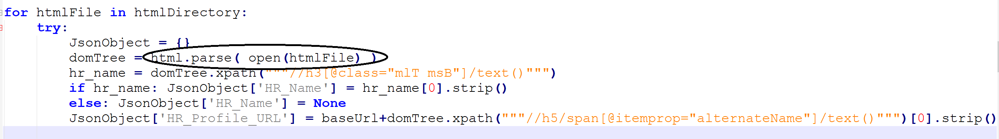 for htmlFile in htmlDirectory:
try:
JsonObject = {}
domTree = html.parse( open(htmlFile) )
hr_name = domTree.xpath("""//h3[@class="mlT msB"]/text()""")
if hr_name: JsonObject['HR_Name'] = hr_name[0].strip()
else: JsonObject['HR_Name'] = None
JsonObject['HR_Profile_URL'] = baseUrl+domTree.xpath("""//h5/span[@itemprop="alternateName"]/text()""")[0].strip()